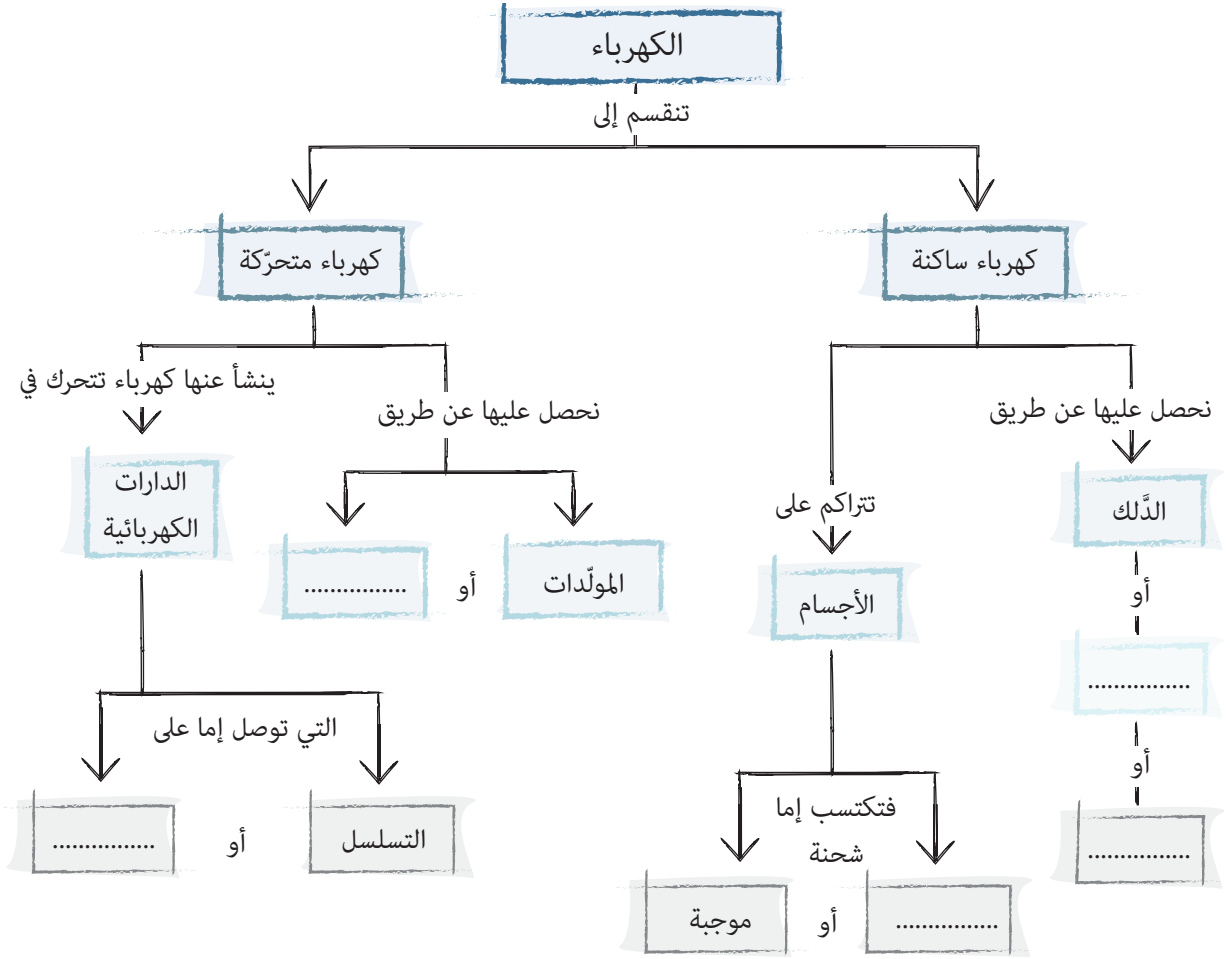 الكهرباء
تنقسم إلى
كهرباء ساكنة
كهرباء متحرّكة
نحصل عليها عن طريق
الدَّلك
أو
................
أو
................
تتراكم على
الأجسام
فتكتسب إما
شحنة
................
أو
موجبة
نحصل عليها عن طريق
المولّدات
أو
................
ينشأ عنها كهرباء تتحرك في
الدارات
الكهربائية
التي توصل إما على
التسلسل
أو
................